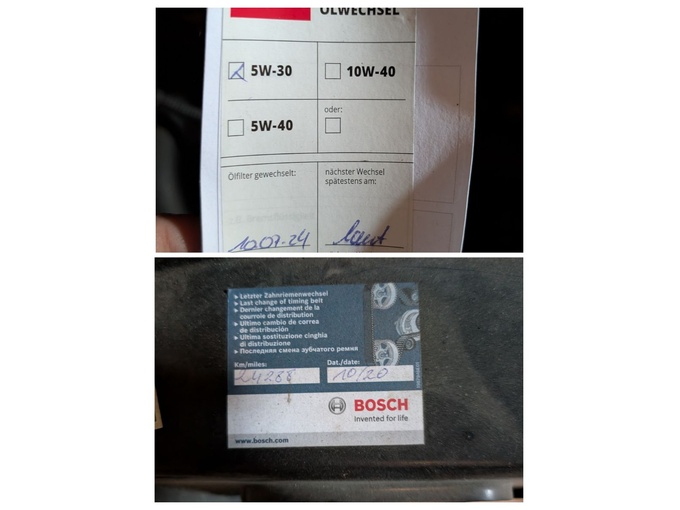 ÖLWECHSEL
5W-30
10W-40
5W-40
oder:
Ölfilter gewechselt:
nächster Wechsel
spätestens am:
10.07.24
Letzter Zahnriemenwechsel
Last change of timing belt
Dernier changement de la
courroie de distribution
Ultimo cambio de correa
de distribución
Ultima sostituzione cinghia
di distribuzione
Последняя смена зубчатого ремня
Km/miles:
Dat./date:
24288
10/20
BOSCH
Invented for life
www.bosch.com